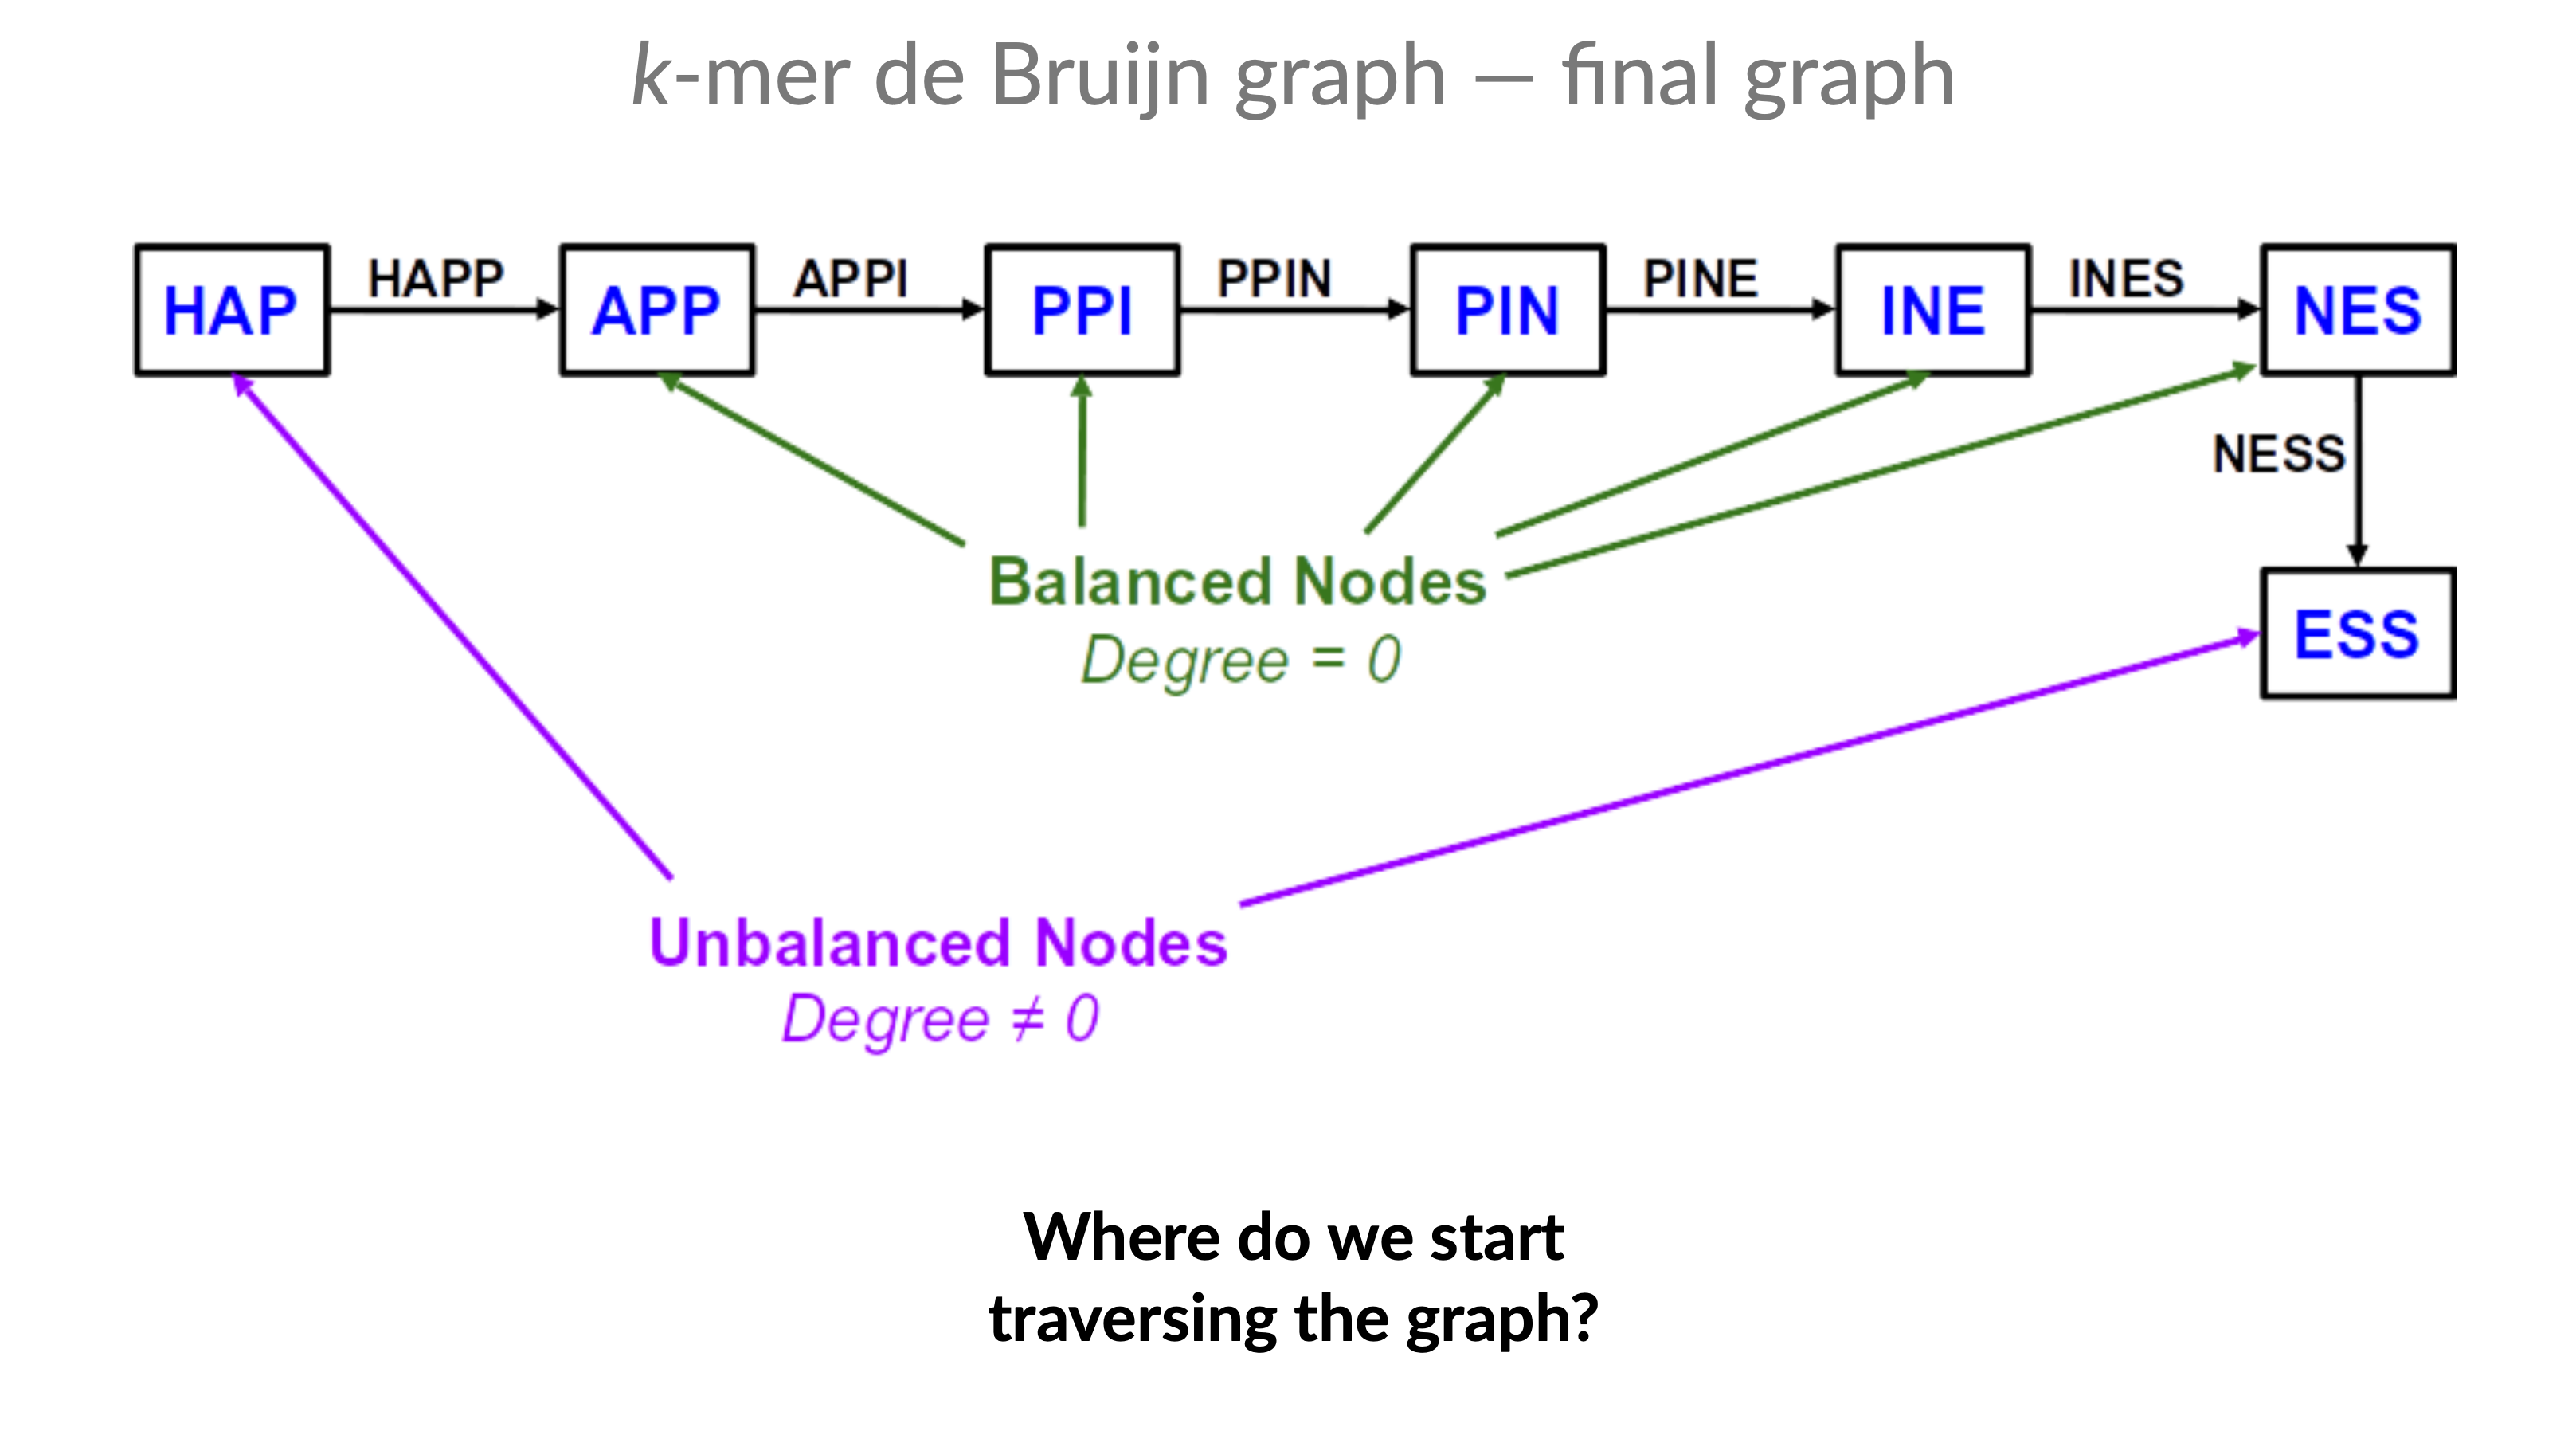 k-mer de Bruijn graph — final graph
HAP
HAPP
APP
APPI
PPI
PPIN
PIN
PINE
INE
INES
NES
NESS
ESS
Balanced Nodes
Degree = 0
Unbalanced Nodes
Degree ≠ 0
Where do we start
traversing the graph?